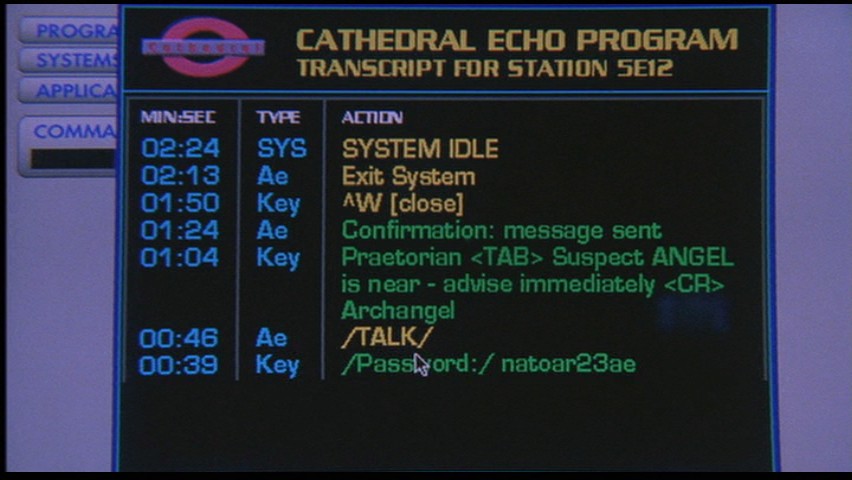 PROGRA
SYSTEMS
APPLICA
COMMA
Cathedral
CATHEDRAL ECHO PROGRAM
TRANSCRIPT FOR STATION 5E12
MIN:SEC TYPE ACTION
02:24 SYS SYSTEM IDLE
02:13 Ae Exit System
01:50 Key ^W [close]
01:24 Ae Confirmation: message sent
01:04 Key Praetorian <TAB> Suspect ANGEL
is near - advise immediately <CR>
Archangel
00:46 Ae /TALK/
00:39 Key /Password:/ natoar23ae